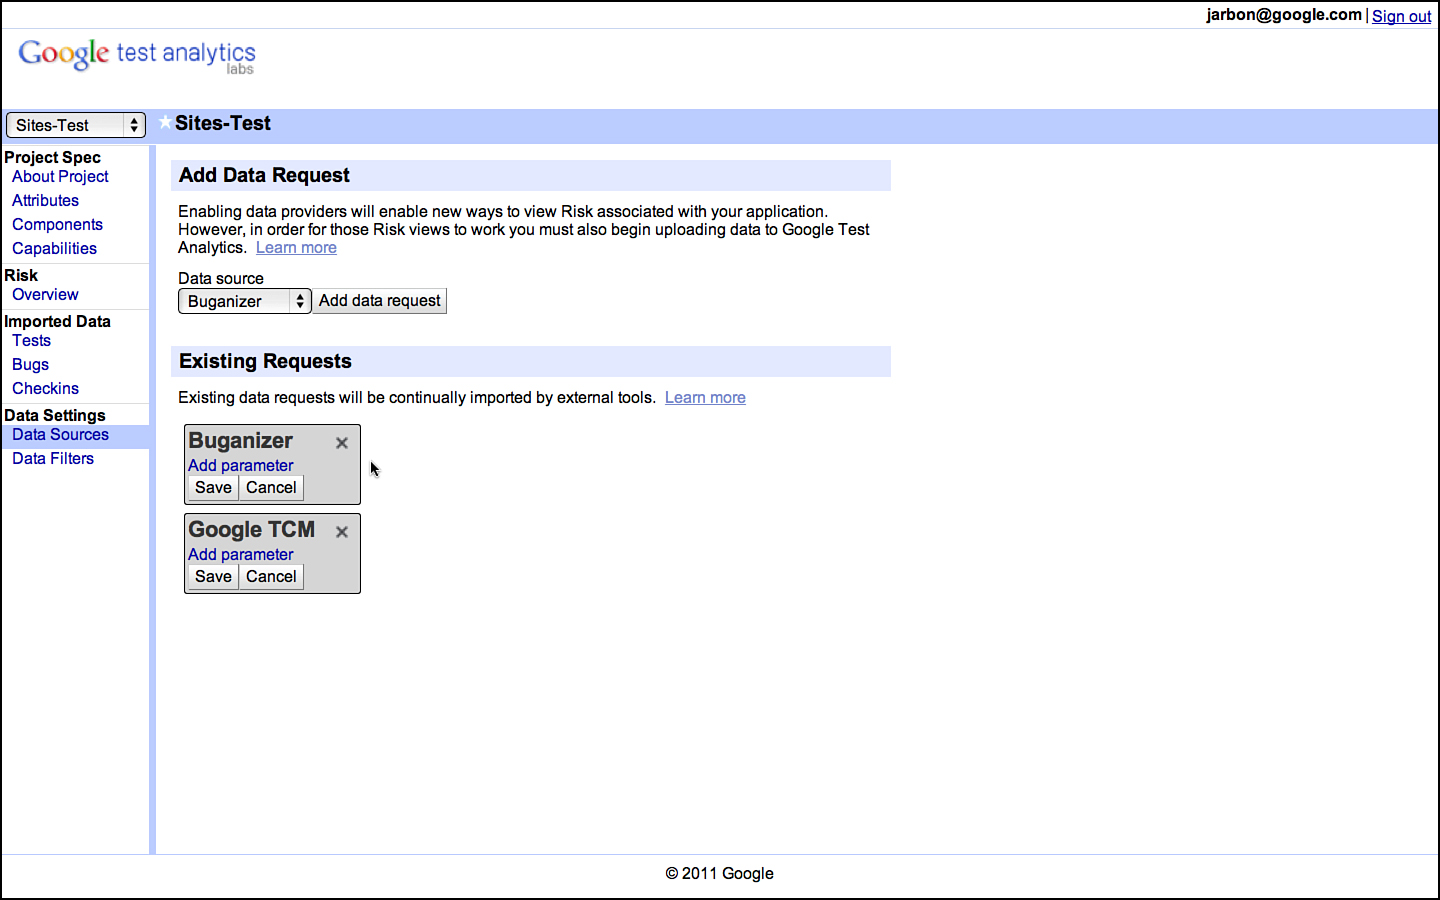 jarbon@google.com | Sign out
Google test analytics
labs
Sites-Test
Sites-Test
Project Spec
About Project
Attributes
Components
Capabilities
Risk
Overview
Imported Data
Tests
Bugs
Checkins
Data Settings
Data Sources
Data Filters
Add Data Request
Enabling data providers will enable new ways to view Risk associated with your application.
However, in order for those Risk views to work you must also begin uploading data to Google Test
Analytics. Learn more
Data source
Buganizer Add data request
Existing Requests
Existing data requests will be continually imported by external tools. Learn more
Buganizer
Add parameter
Save Cancel
Google TCM
Add parameter
Save Cancel
© 2011 Google